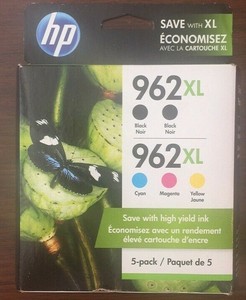 hp
SAVE WITH XL
ÉCONOMISEZ
AVEC LA CARTOUCHE XL
962XL
Black Black
Noir Noir
962XL
Cyan Magenta Yellow
Jaune
Save with high yield ink
Économisez avec un rendement
élevé cartouche d'encre
5-pack / Paquet de 5